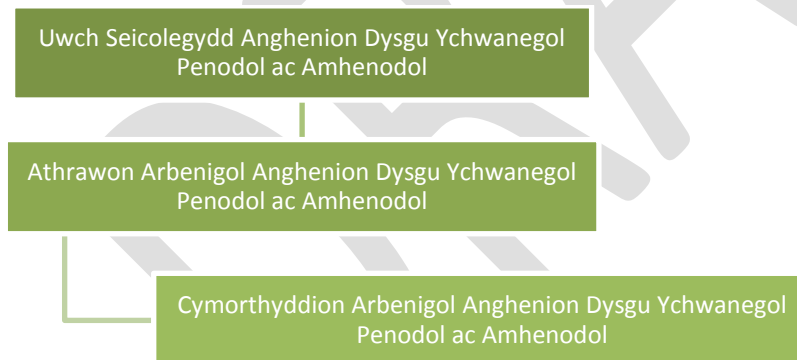 Uwch Seicolegydd Anghenion Dysgu Ychwanegol
Penodol ac Amhenodol
Athrawon Arbenigol Anghenion Dysgu Ychwanegol
Penodol ac Amhenodol
Cymorthyddion Arbenigol Anghenion Dysgu Ychwanegol
Penodol ac Amhenodol